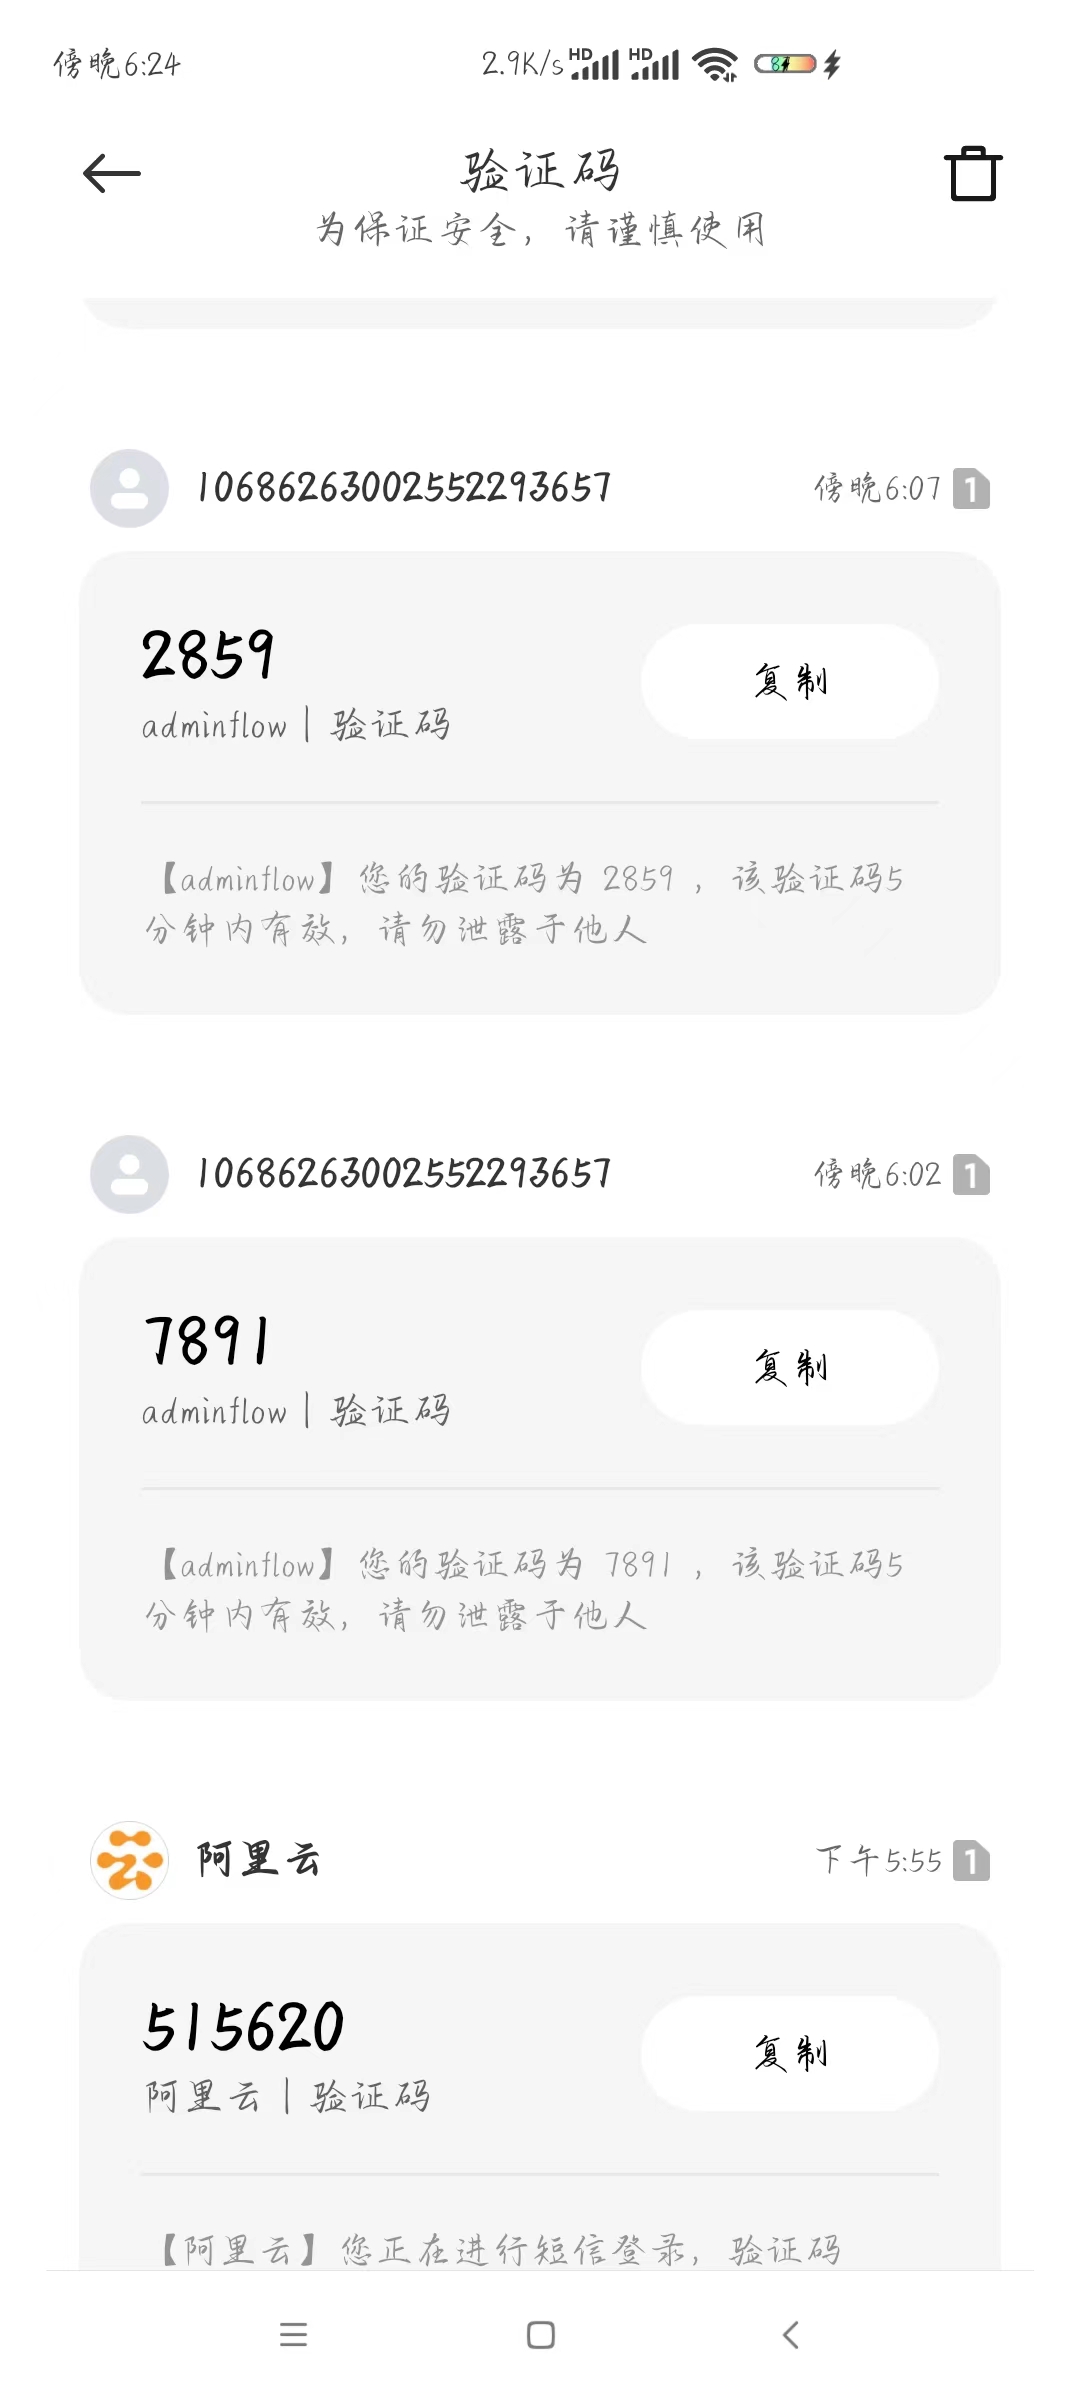 傍晚6:24 2.9K/s HD HD 8
验证码
为保证安全，请谨慎使用
10686263002552293657 傍晚6:07 1
2859
复制
adminflow | 验证码
【adminflow】您的验证码为 2859 ，该验证码5
分钟内有效，请勿泄露于他人
10686263002552293657 傍晚6:02 1
7891
复制
adminflow | 验证码
【adminflow】您的验证码为 7891 ，该验证码5
分钟内有效，请勿泄露于他人
云 阿里云 下午5:55 1
515620
复制
阿里云 | 验证码
【阿里云】您正在进行短信登录，验证码